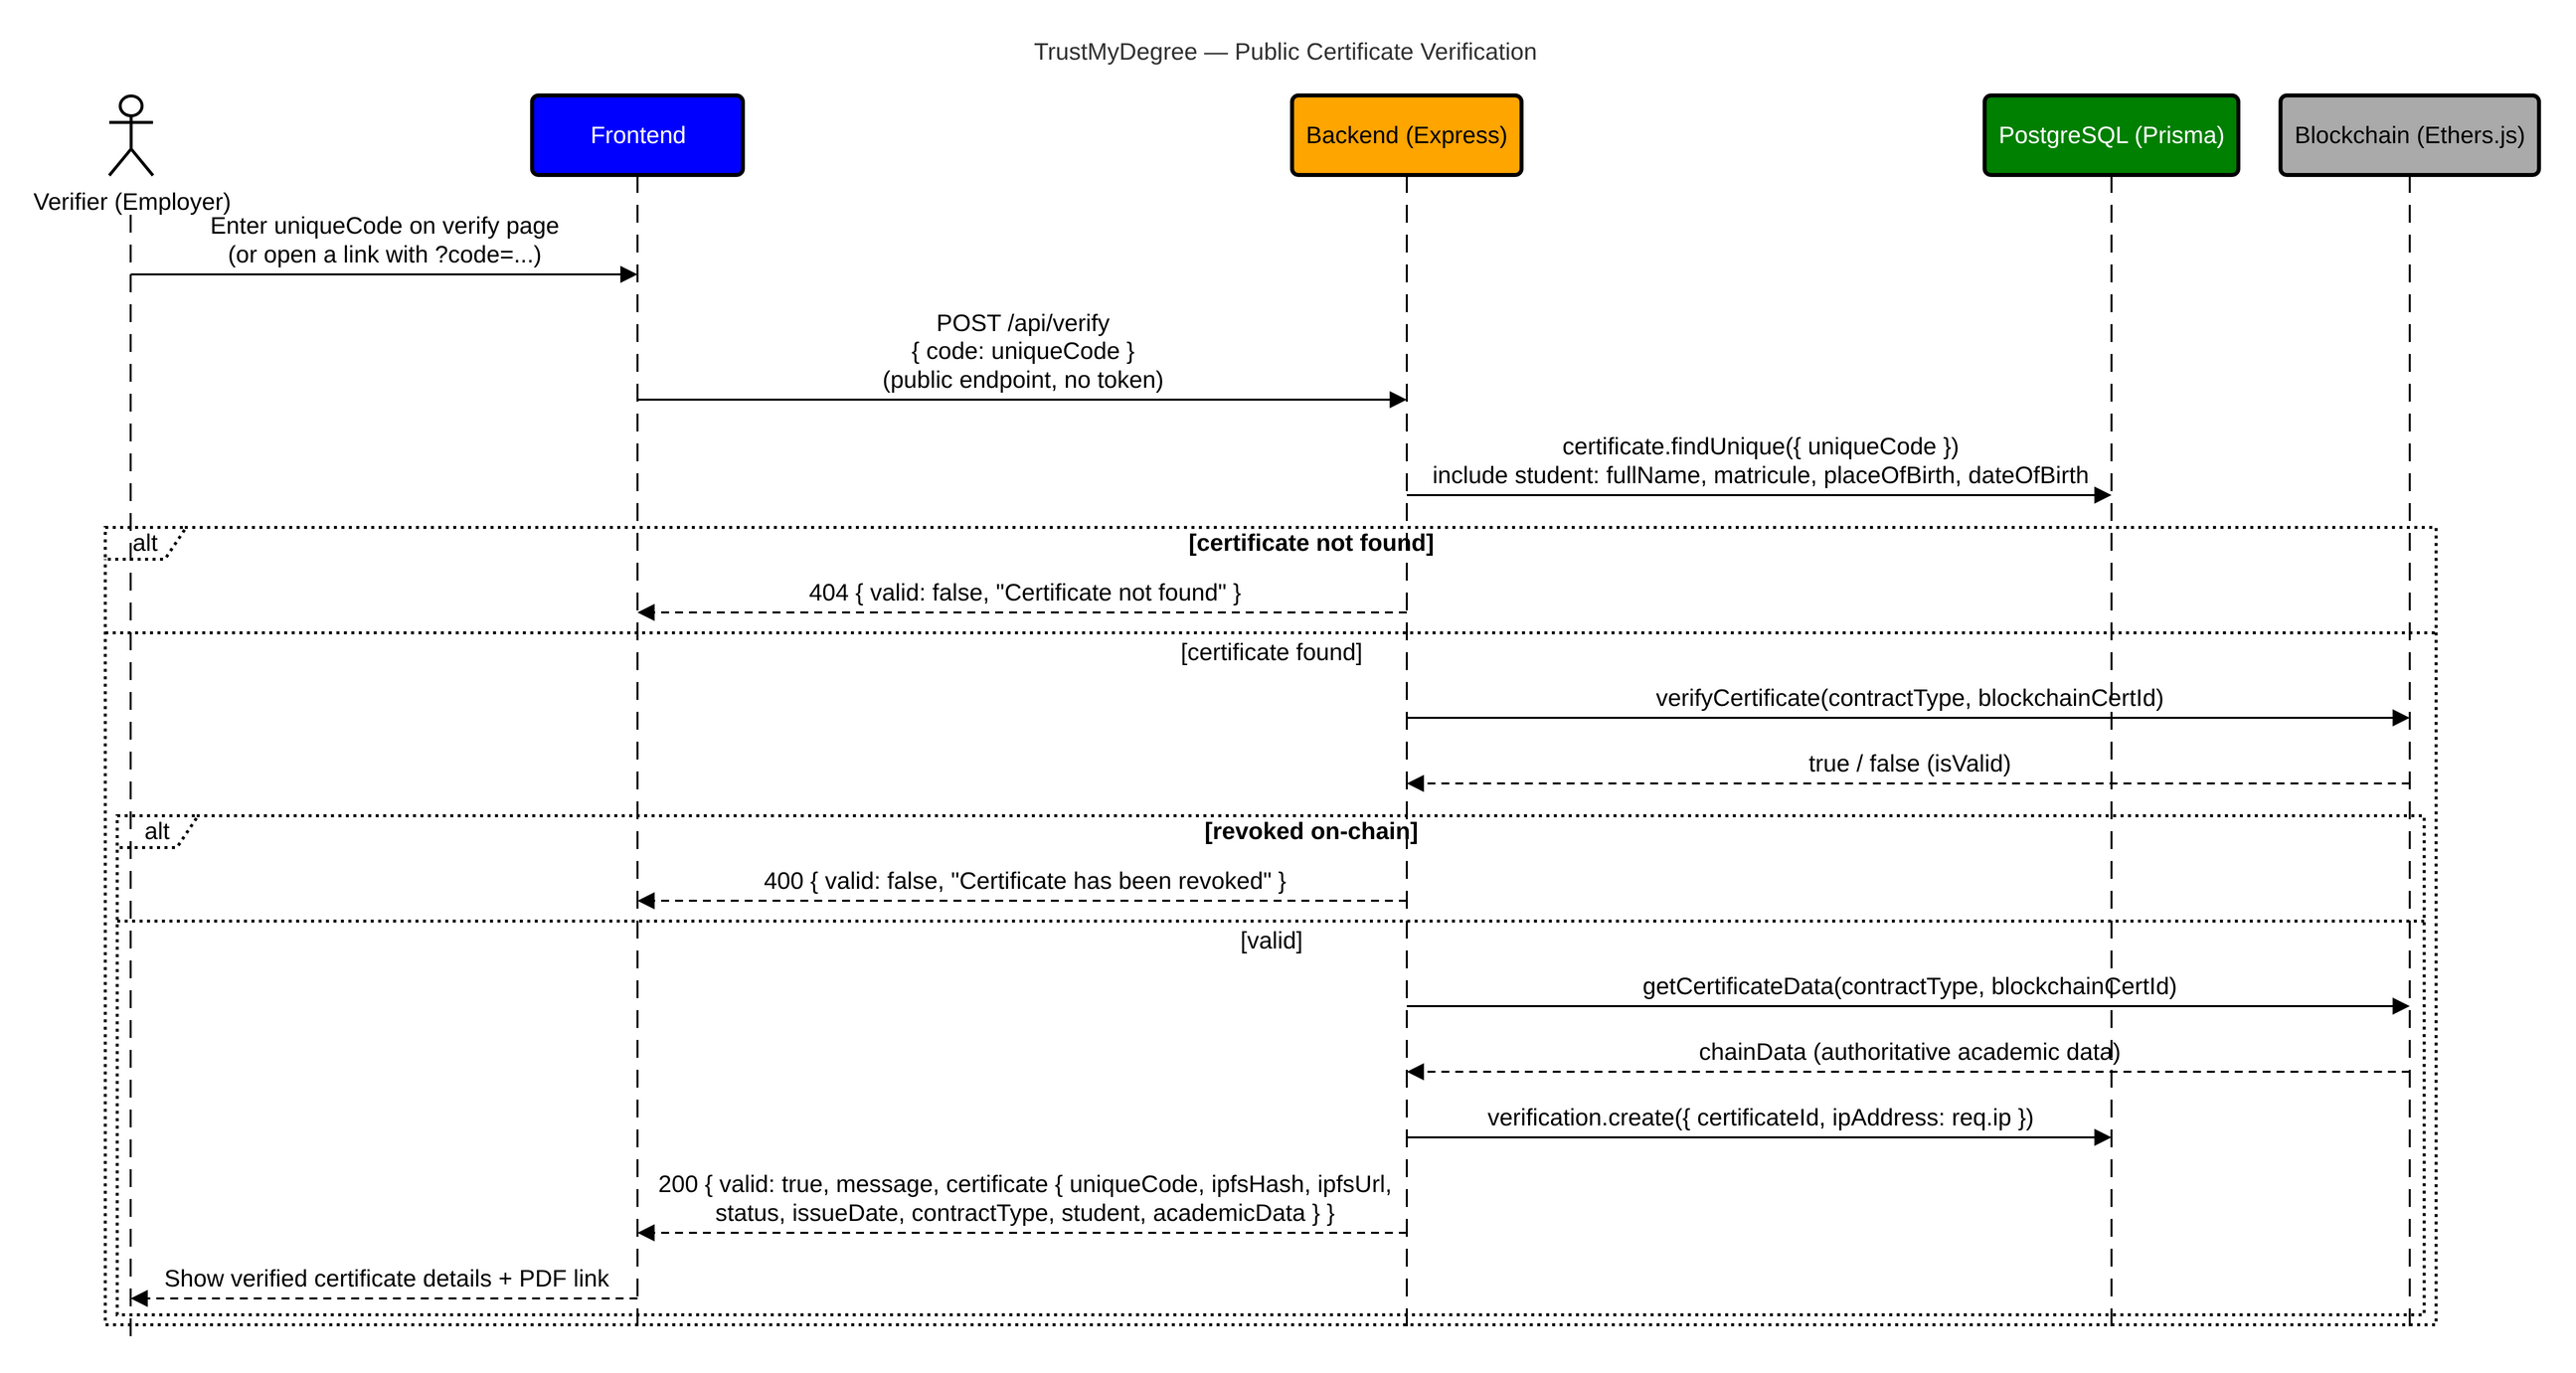 TrustMyDegree — Public Certificate Verification
Frontend
Backend (Express)
PostgreSQL (Prisma)
Blockchain (Ethers.js)
Verifier (Employer)
Enter uniqueCode on verify page
(or open a link with ?code=...)
POST /api/verify
{ code: uniqueCode }
(public endpoint, no token)
certificate.findUnique({ uniqueCode })
include student: fullName, matricule, placeOfBirth, dateOfBirth
alt
[certificate not found]
404 { valid: false, "Certificate not found" }
[certificate found]
verifyCertificate(contractType, blockchainCertId)
true / false (isValid)
alt
[revoked on-chain]
400 { valid: false, "Certificate has been revoked" }
[valid]
getCertificateData(contractType, blockchainCertId)
chainData (authoritative academic data)
verification.create({ certificateId, ipAddress: req.ip })
200 { valid: true, message, certificate { uniqueCode, ipfsHash, ipfsUrl,
status, issueDate, contractType, student, academicData } }
Show verified certificate details + PDF link